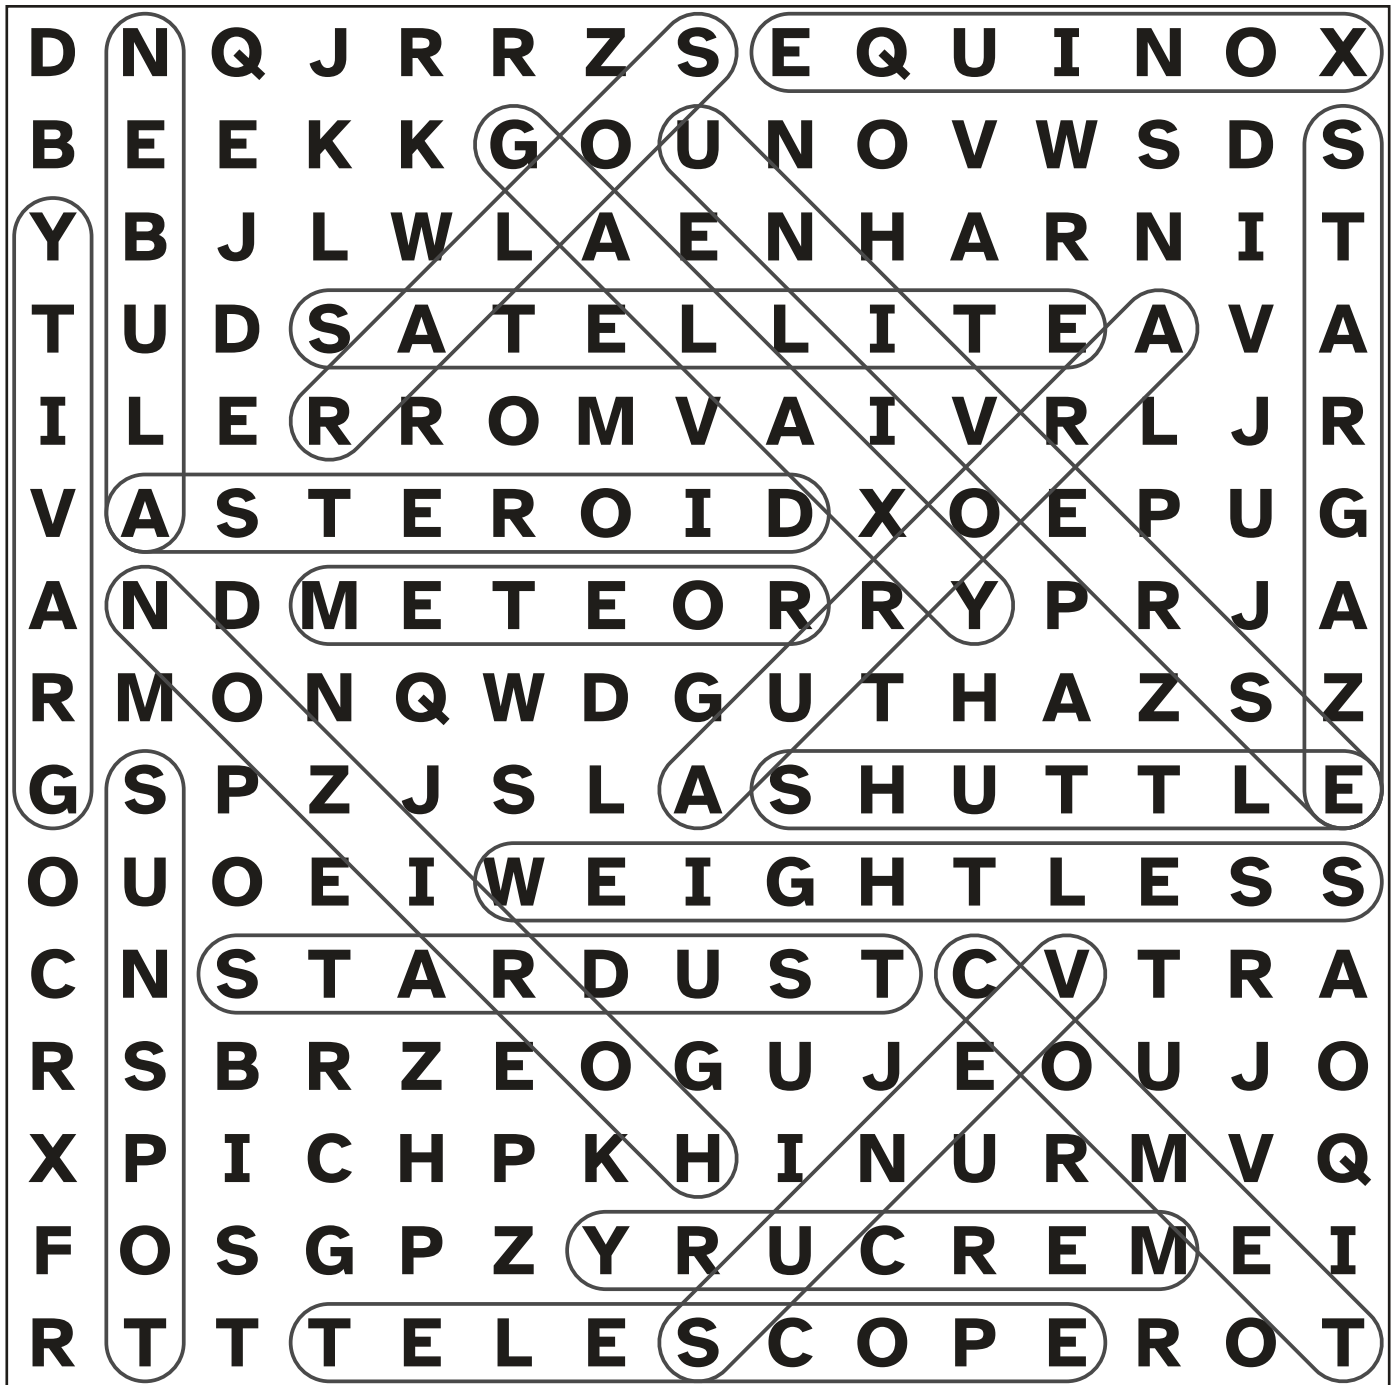 D N Q J R R Z S E Q U I N O X
B E E K K G O U N O V W S D S
Y B J L W L A E N H A R N I T
T U D S A T E L L I T E A V A
I L E R R O M V A I V R L J R
V A S T E R O I D X O E P U G
A N D M E T E O R R Y P R J A
R M O N Q W D G U T H A Z S Z
G S P Z J S L A S H U T T L E
O U O E I W E I G H T L E S S
C N S T A R D U S T C V T R A
R S B R Z E O G U J E O U J O
X P I C H P K H I N U R M V Q
F O S G P Z Y R U C R E M E I
R T T T E L E S C O P E R O T